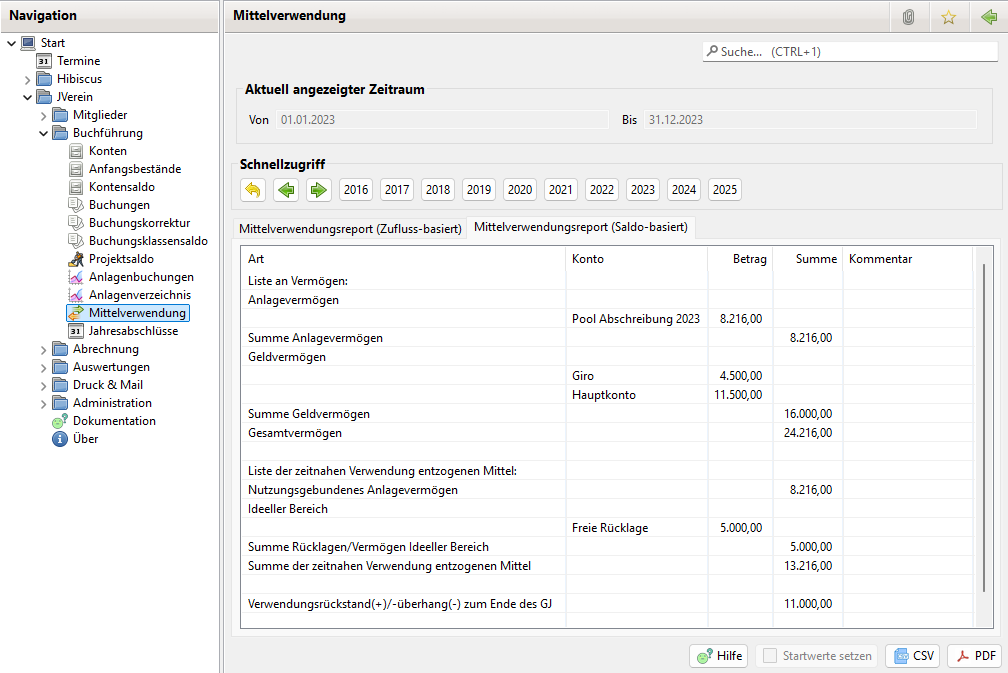 Navigation
Start
Termine
Hibiscus
JVerein
Mitglieder
Buchführung
Konten
Anfangsbestände
Kontensaldo
Buchungen
Buchungskorrektur
Buchungsklassensaldo
Projektsaldo
Anlagenbuchungen
Anlagenverzeichnis
Mittelverwendung
Jahresabschlüsse
Abrechnung
Auswertungen
Druck & Mail
Administration
Dokumentation
Über
Mittelverwendung
Suche... (CTRL+1)
Aktuell angezeigter Zeitraum
Von 01.01.2023 Bis 31.12.2023
Schnellzugriff
2016 2017 2018 2019 2020 2021 2022 2023 2024 2025
Mittelverwendungsreport (Zufluss-basiert) Mittelverwendungsreport (Saldo-basiert)
Art Konto Betrag Summe Kommentar
Liste an Vermögen:
Anlagevermögen
Pool Abschreibung 2023 8.216,00
Summe Anlagevermögen 8.216,00
Geldvermögen
Giro 4.500,00
Hauptkonto 11.500,00
Summe Geldvermögen 16.000,00
Gesamtvermögen 24.216,00
Liste der zeitnahen Verwendung entzogenen Mittel:
Nutzungsgebundenes Anlagevermögen 8.216,00
Ideeller Bereich
Freie Rücklage 5.000,00
Summe Rücklagen/Vermögen Ideeller Bereich 5.000,00
Summe der zeitnahen Verwendung entzogenen Mittel 13.216,00
Verwendungsrückstand(+)/-überhang(-) zum Ende des GJ 11.000,00
Hilfe Startwerte setzen CSV PDF